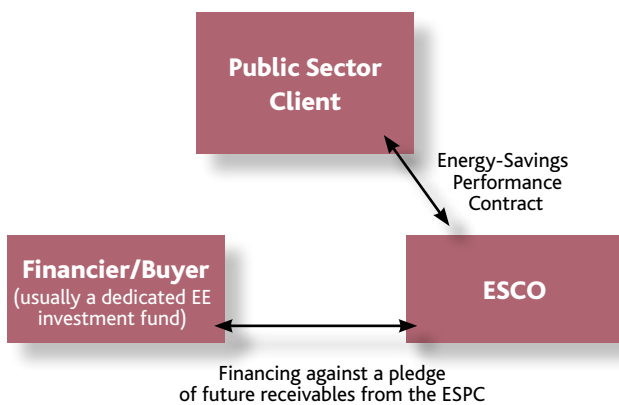 Public Sector
Client
Energy-Savings
Performance
Contract
Financier/Buyer
(usually a dedicated EE
investment fund)
ESCO
Financing against a pledge
of future receivables from the ESPC